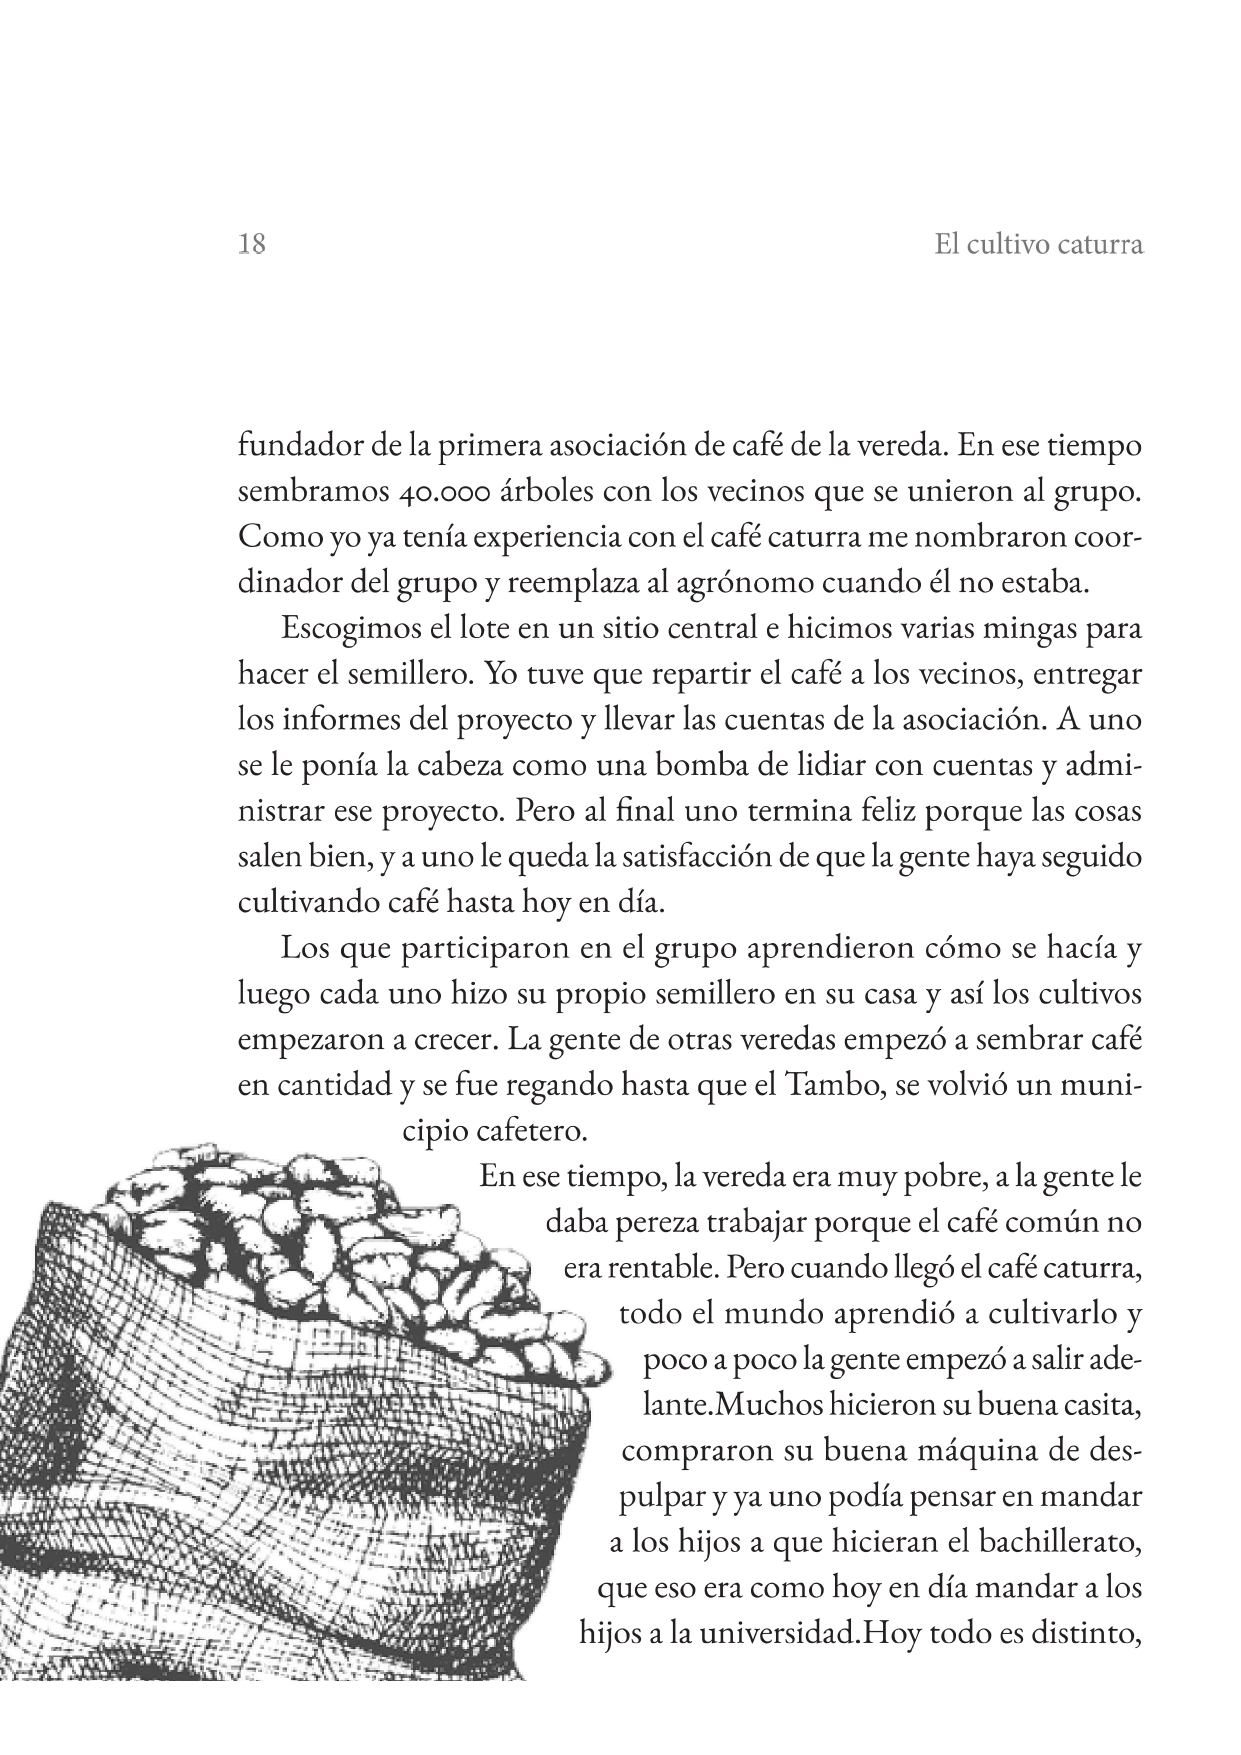 18
El cultivo caturra
fundador de la primera asociación de café de la vereda. En ese tiempo
sembramos 40.000 árboles con los vecinos que se unieron al grupo.
Como yo ya tenía experiencia con el café caturra me nombraron coor-
dinador del grupo y reemplaza al agrónomo cuando él no estaba.
Escogimos el lote en un sitio central e hicimos varias mingas para
hacer el semillero. Yo tuve que repartir el café a los vecinos, entregar
los informes del proyecto y llevar las cuentas de la asociación. A uno
se le ponía la cabeza como una bomba de lidiar con cuentas y admi-
nistrar ese proyecto. Pero al final uno termina feliz porque las cosas
salen bien, y a uno le queda la satisfacción de que la gente haya seguido
cultivando café hasta hoy en día.
Los que participaron en el grupo aprendieron cómo se hacía y
luego cada uno hizo su propio semillero en su casa y así los cultivos
empezaron a crecer. La gente de otras veredas empezó a sembrar café
en cantidad y se fue regando hasta que el Tambo, se volvió un muni-
cipio cafetero.
En ese tiempo, la vereda era muy pobre, a la gente le
daba pereza trabajar porque el café común no
era rentable. Pero cuando llegó el café caturra,
todo el mundo aprendió a cultivarlo y
poco a poco la gente empezó a salir ade-
lante.Muchos hicieron su buena casita,
compraron su buena máquina de des-
pulpar y ya uno podía pensar en mandar
a los hijos a que hicieran el bachillerato,
que eso era como hoy en día mandar a los
hijos a la universidad.Hoy todo es distinto,